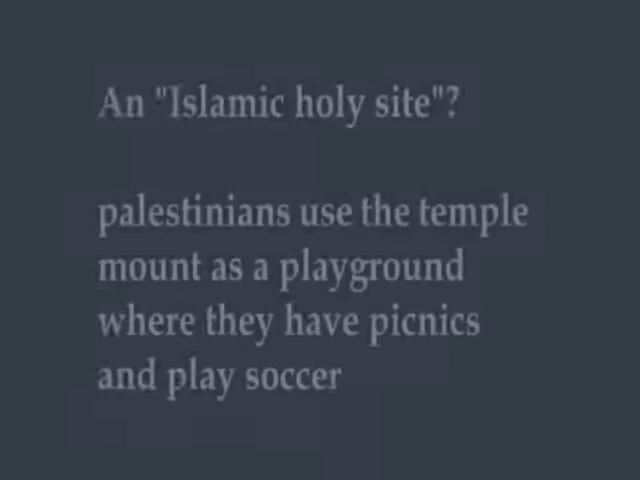 An "Islamic holy site"?
palestinians use the temple
mount as a playground
where they have picnics
and play soccer